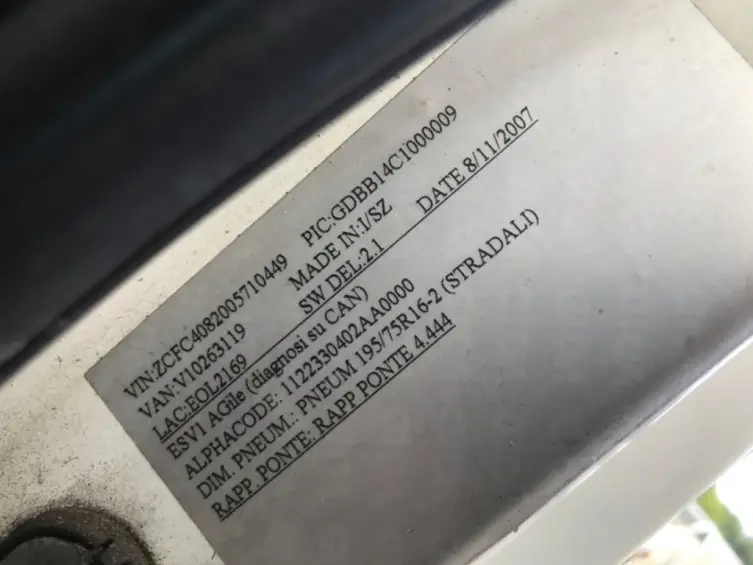 VIN:ZCFC4082005710449 PIC:GDBB14C1000009
VAN:V10263119 MADE IN:I/SZ
LAC:EOL2169 SW DEL:2.1 DATE 8/11/2007
ESV1 AGile (diagnosi su CAN)
ALPHACODE: 1122330402AA0000
DIM. PNEUM.: PNEUM 195/75R16-2 (STRADALI)
RAPP. PONTE: RAPP PONTE 4.444